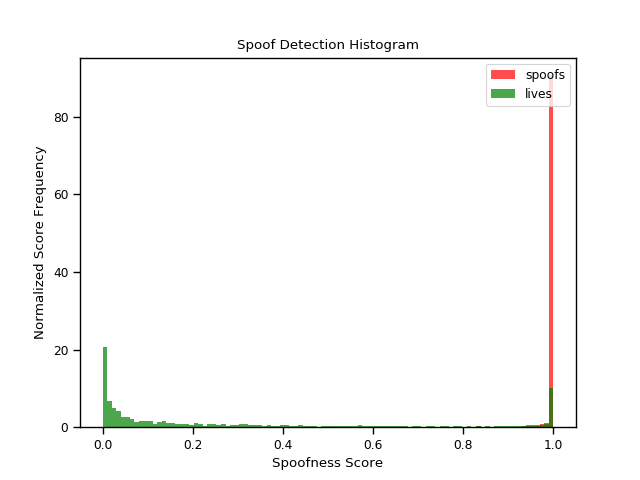 Spoof Detection Histogram
spoofs
lives
Normalized Score Frequency
80
60
40
20
0
0.0 0.2 0.4 0.6 0.8 1.0
Spoofness Score